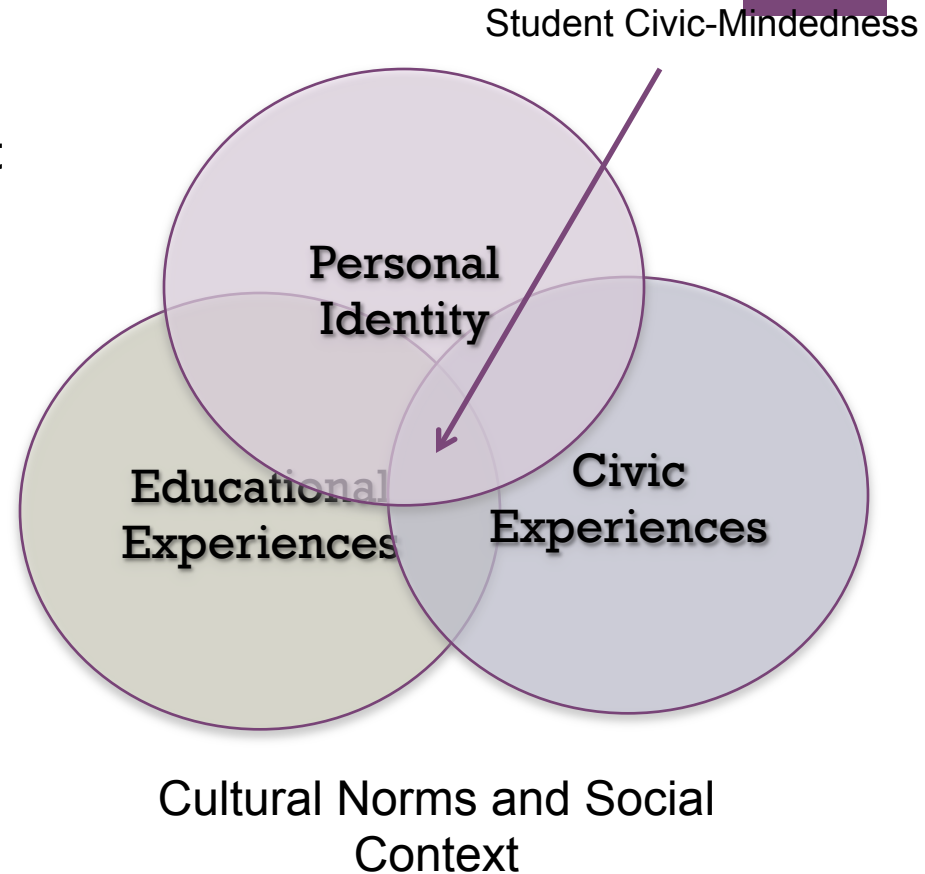 Student Civic-Mindedness
Personal
Identity
Educational
Experiences
Civic
Experiences
Cultural Norms and Social
Context